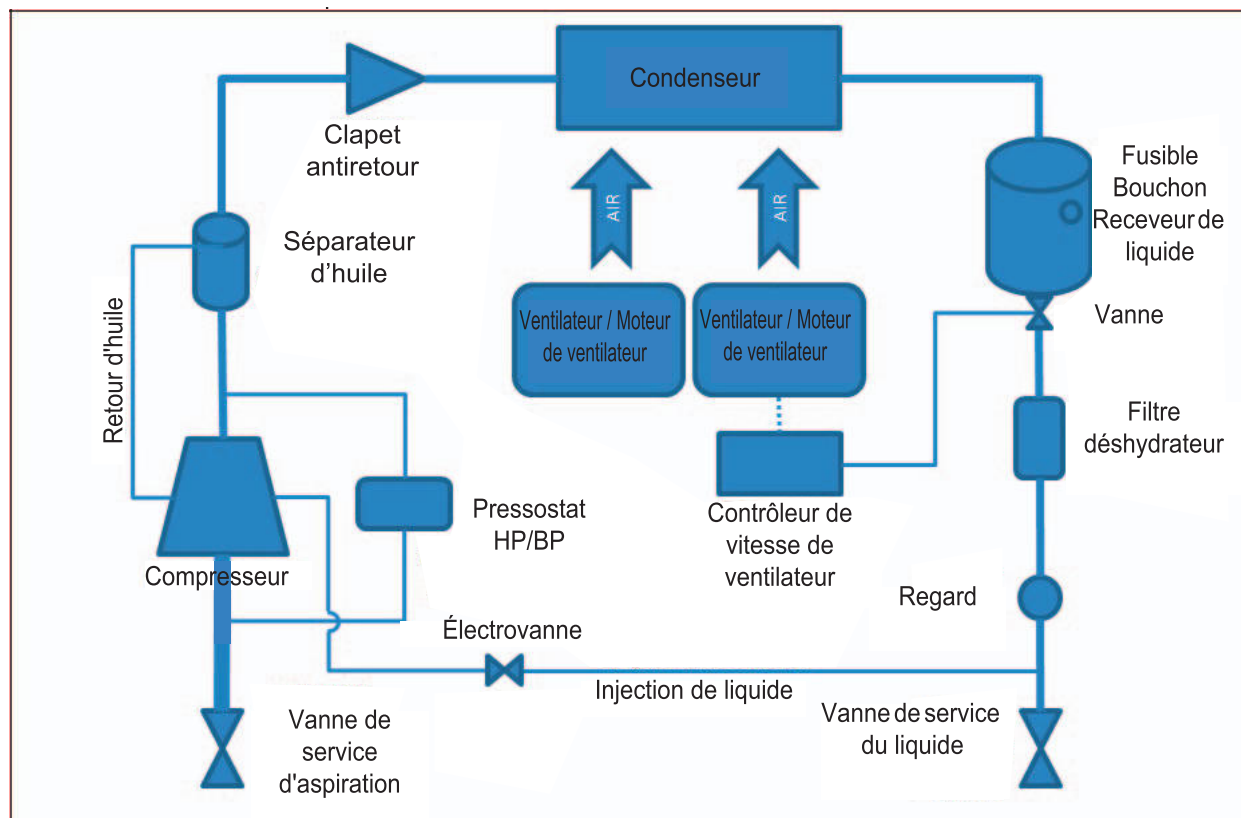 Condenseur
Clapet
antiretour
Fusible
Bouchon
Receveur de
liquide
AIR
AIR
Séparateur
d’huile
Retour d'huile
Ventilateur / Moteur
de ventilateur
Ventilateur / Moteur
de ventilateur
Vanne
Filtre
déshydrateur
Pressostat
HP/BP
Contrôleur de
vitesse de
ventilateur
Compresseur
Regard
Électrovanne
Injection de liquide
Vanne de
service
d'aspiration
Vanne de service
du liquide